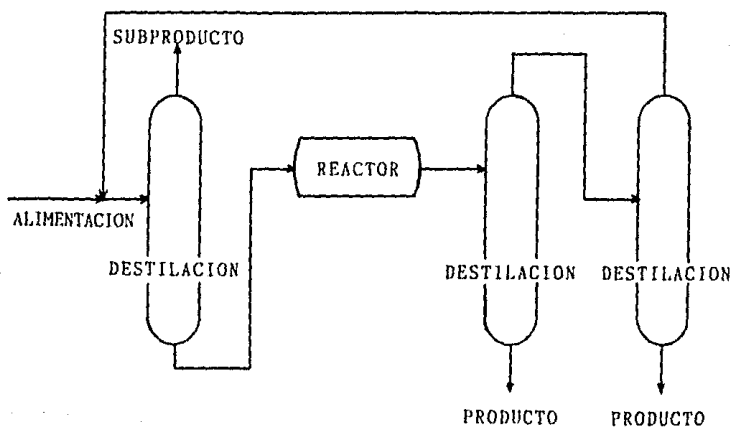 SUBPRODUCTO
REACTOR
ALIMENTACION
DESTILACION
DESTILACION
DESTILACION
PRODUCTO
PRODUCTO